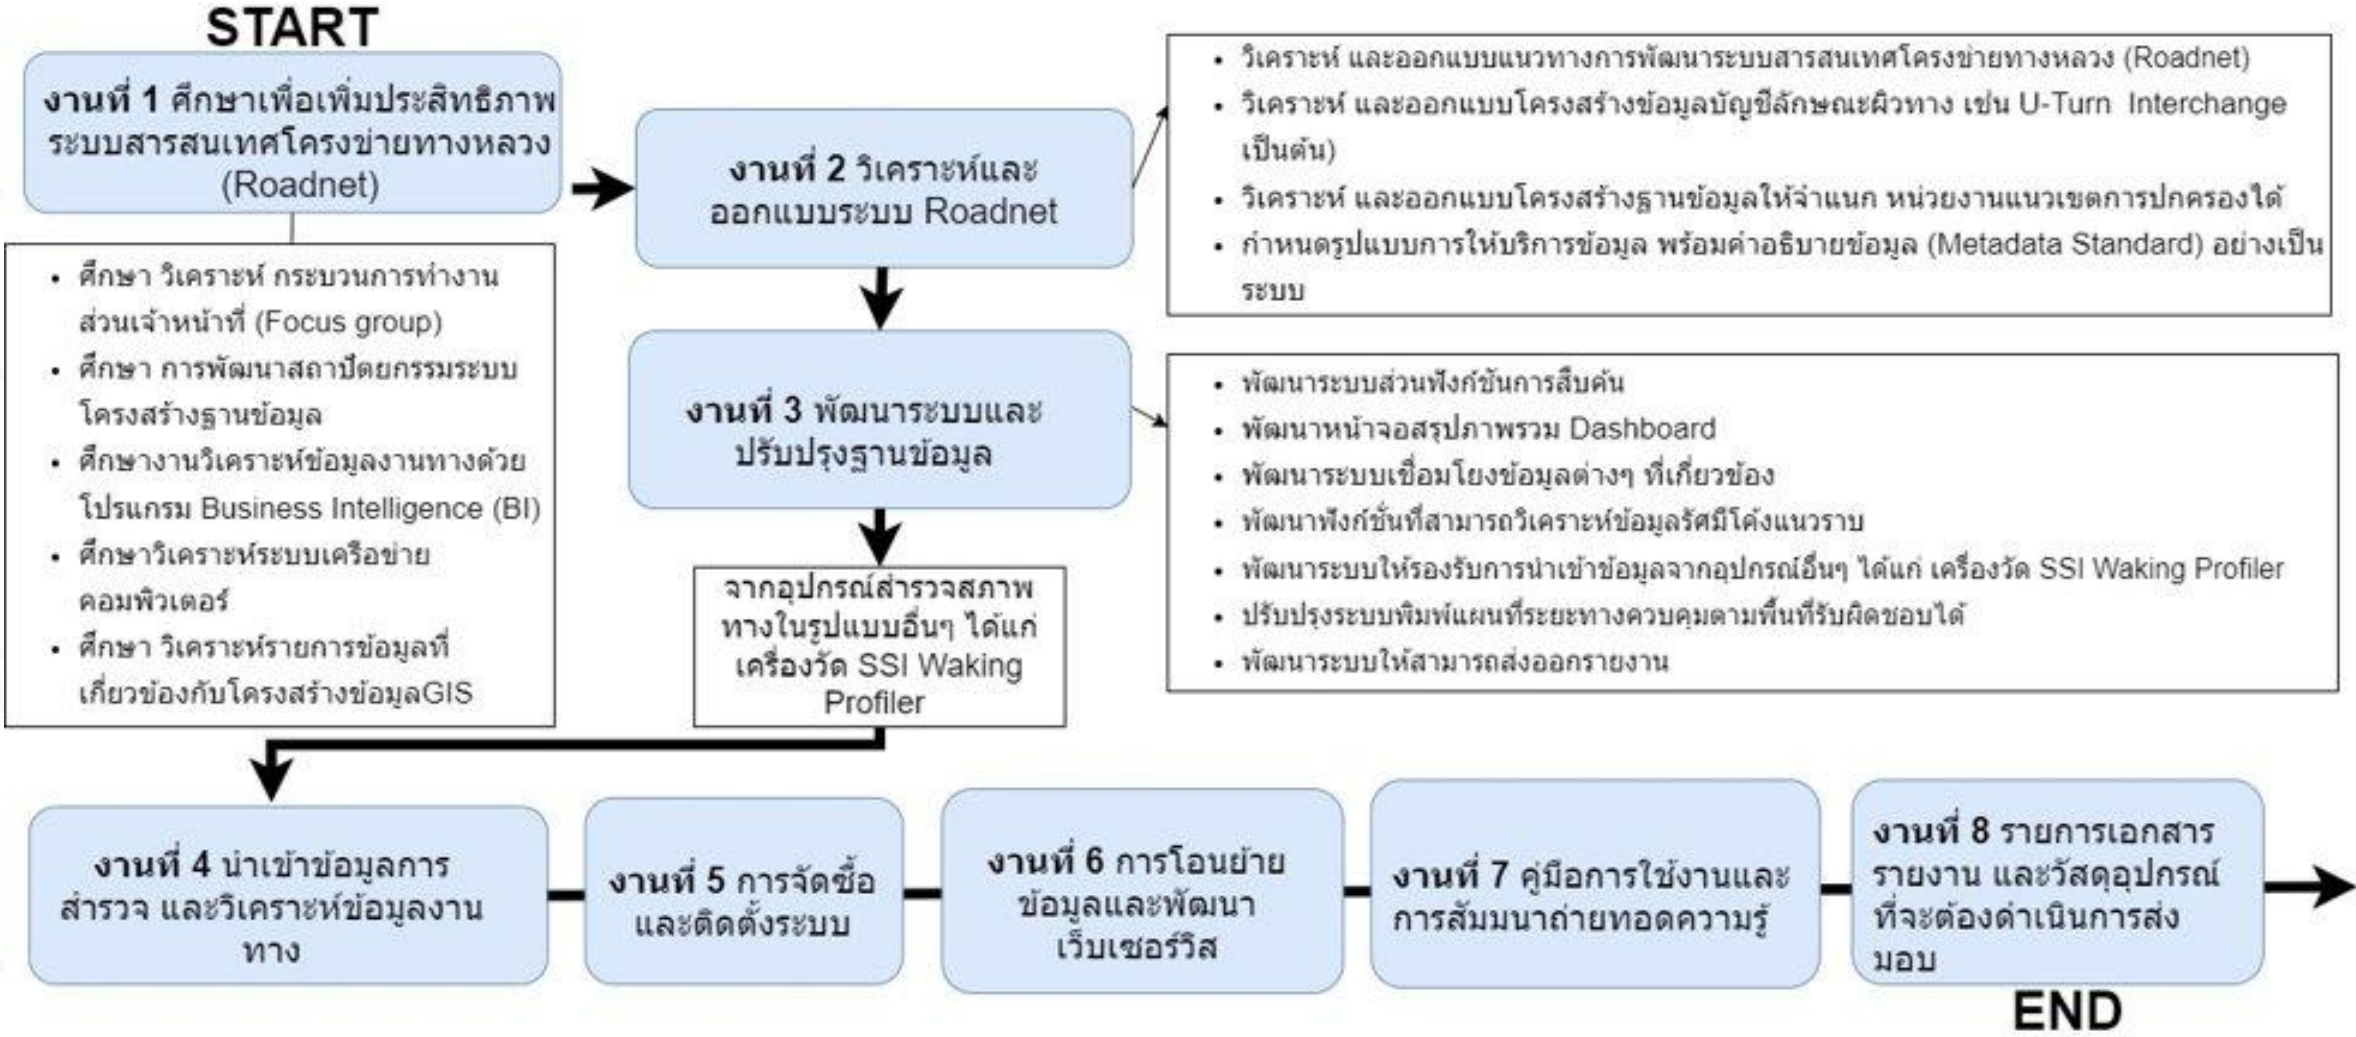 START
งานที่ 1 ศึกษาเพื่อเพิ่มประสิทธิภาพ
ระบบสารสนเทศโครงข่ายทางหลวง
(Roadnet)
• ศึกษา วิเคราะห์ กระบวนการทำงาน
ส่วนเจ้าหน้าที่ (Focus group)
• ศึกษา การพัฒนาสถาปัตยกรรมระบบ
โครงสร้างฐานข้อมูล
• ศึกษางานวิเคราะห์ข้อมูลงานทางด้วย
โปรแกรม Business Intelligence (BI)
• ศึกษาวิเคราะห์ระบบเครือข่าย
คอมพิวเตอร์
• ศึกษา วิเคราะห์รายการข้อมูลที่
เกี่ยวข้องกับโครงสร้างข้อมูลGIS
งานที่ 2 วิเคราะห์และ
ออกแบบระบบ Roadnet
• วิเคราะห์ และออกแบบแนวทางการพัฒนาระบบสารสนเทศโครงข่ายทางหลวง (Roadnet)
• วิเคราะห์ และออกแบบโครงสร้างข้อมูลบัญชีลักษณะผิวทาง เช่น U-Turn Interchange
เป็นต้น)
• วิเคราะห์ และออกแบบโครงสร้างฐานข้อมูลให้จำแนก หน่วยงานแนวเขตการปกครองได้
• กำหนดรูปแบบการให้บริการข้อมูล พร้อมคำอธิบายข้อมูล (Metadata Standard) อย่างเป็น
ระบบ
งานที่ 3 พัฒนาระบบและ
ปรับปรุงฐานข้อมูล
• พัฒนาระบบส่วนฟังก์ชันการสืบค้น
• พัฒนาหน้าจอสรุปภาพรวม Dashboard
• พัฒนาระบบเชื่อมโยงข้อมูลต่างๆ ที่เกี่ยวข้อง
• พัฒนาฟังก์ชั่นที่สามารถวิเคราะห์ข้อมูลรัศมีโค้งแนวราบ
• พัฒนาระบบให้รองรับการนำเข้าข้อมูลจากอุปกรณ์อื่นๆ ได้แก่ เครื่องวัด SSI Waking Profiler
• ปรับปรุงระบบพิมพ์แผนที่ระยะทางควบคุมตามพื้นที่รับผิดชอบได้
• พัฒนาระบบให้สามารถส่งออกรายงาน
จากอุปกรณ์สำรวจสภาพ
ทางในรูปแบบอื่นๆ ได้แก่
เครื่องวัด SSI Waking
Profiler
งานที่ 4 นำเข้าข้อมูลการ
สำรวจ และวิเคราะห์ข้อมูลงาน
ทาง
งานที่ 5 การจัดซื้อ
และติดตั้งระบบ
งานที่ 6 การโอนย้าย
ข้อมูลและพัฒนา
เว็บเซอร์วิส
งานที่ 7 คู่มือการใช้งานและ
การสัมมนาถ่ายทอดความรู้
งานที่ 8 รายการเอกสาร
รายงาน และวัสดุอุปกรณ์
ที่จะต้องดำเนินการส่ง
มอบ
END